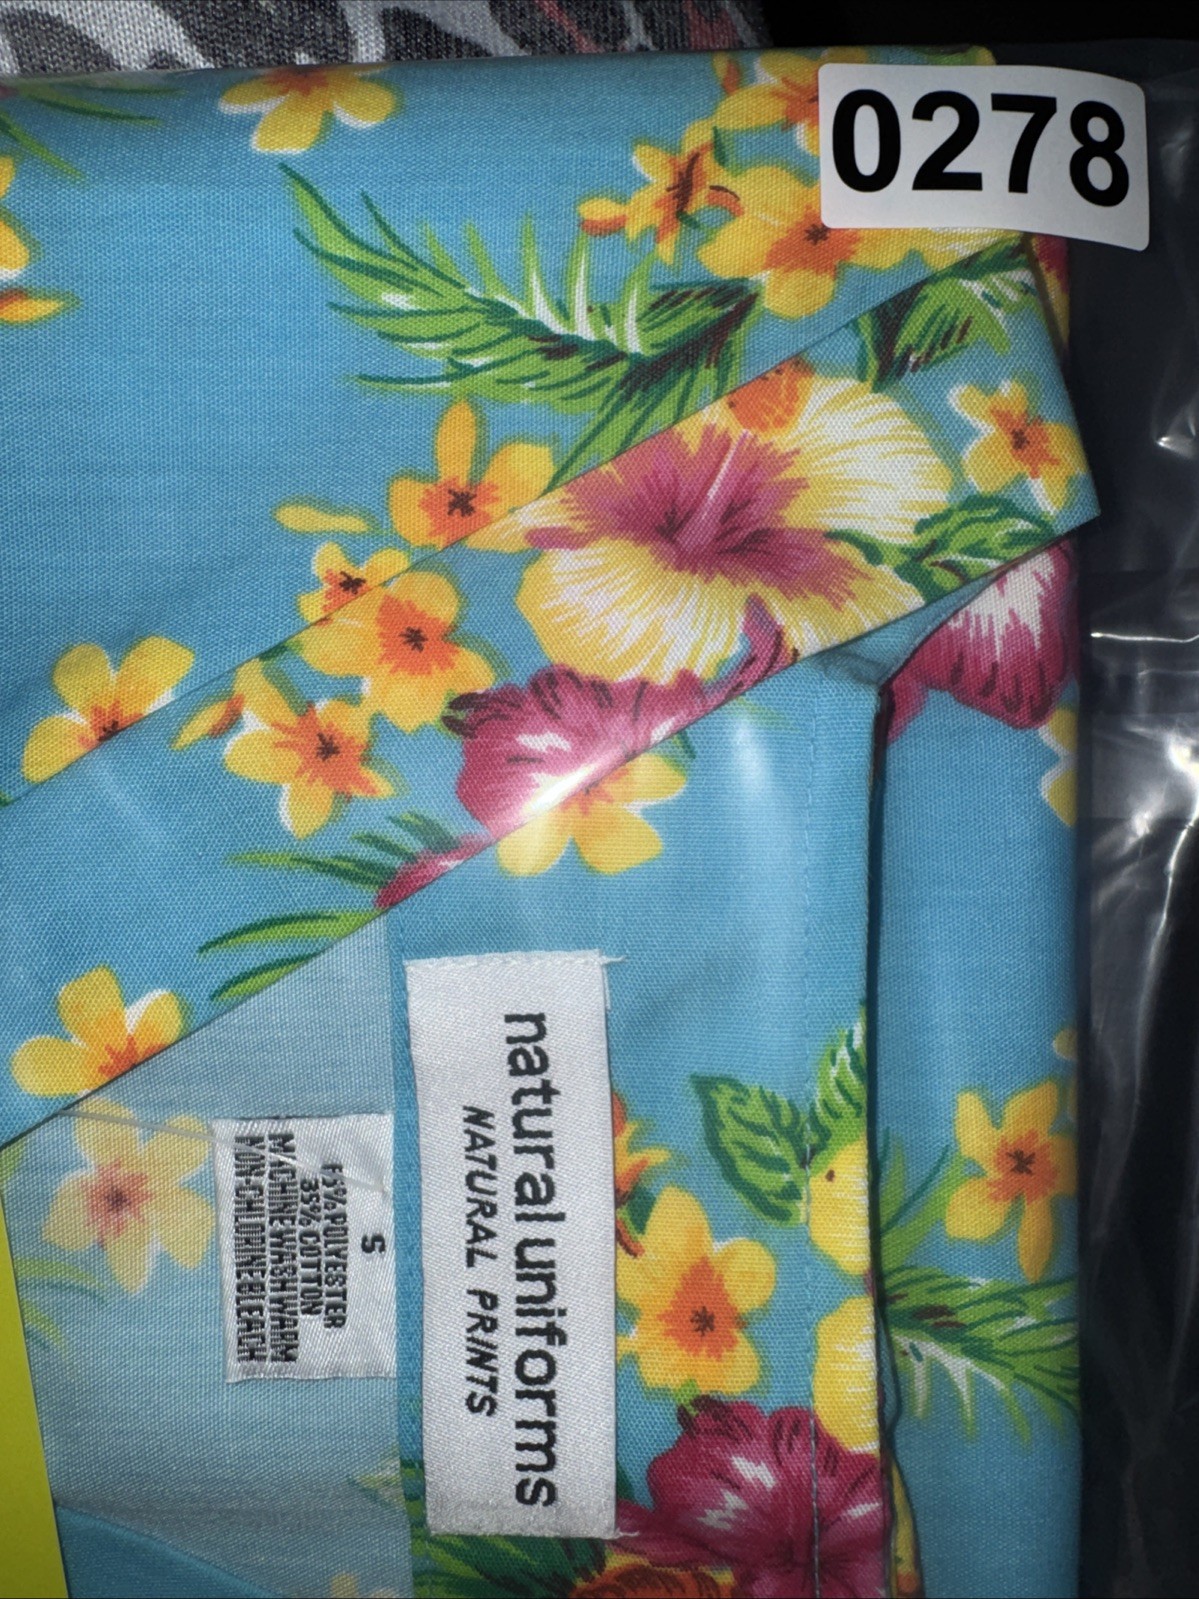 0278
natural uniforms
NATURAL PRINTS
S
65% POLYESTER
35% COTTON
MACHINE WASH WARM
NON-CHLORINE BLEACH